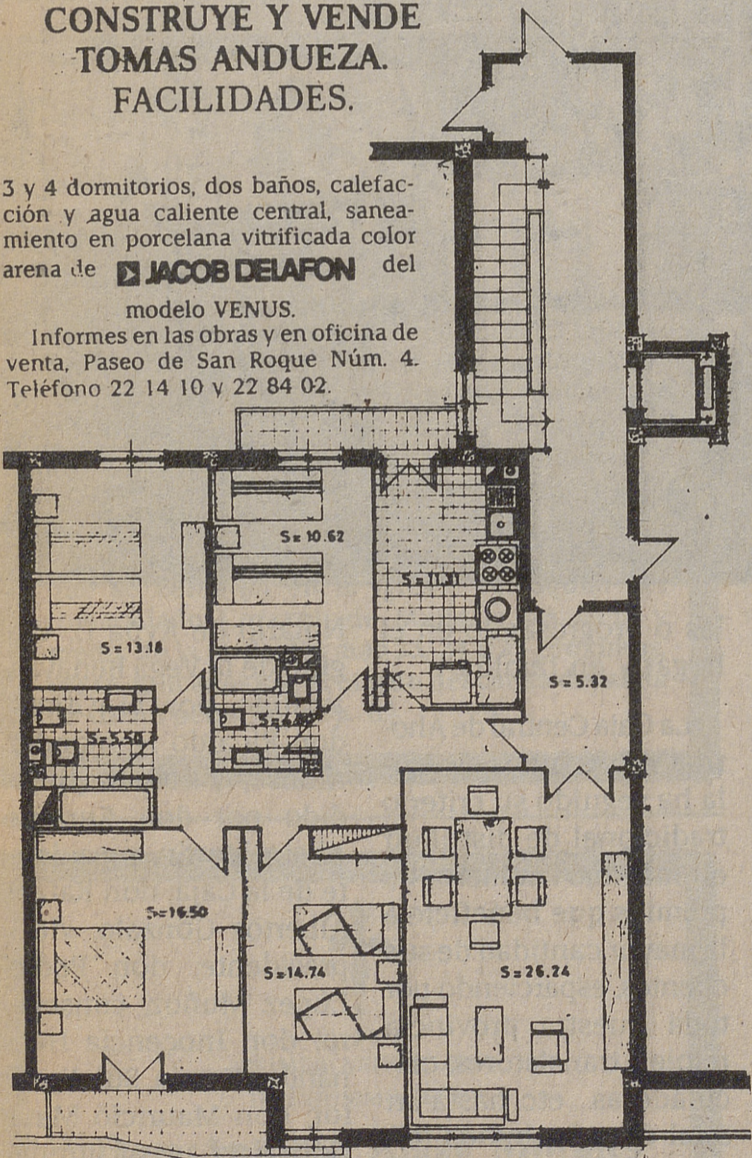 CONSTRUYE Y VENDE
TOMAS ANDUEZA.
FACILIDADES.
3 y 4 dormitorios, dos baños, calefac-
ción y agua caliente central, sanea-
miento en porcelana vitrificada color
arena de JACOB DELAFON del
modelo VENUS.
Informes en las obras y en oficina de
venta, Paseo de San Roque Núm. 4.
Teléfono 22 14 10 y 22 84 02.
S= 10.62
S= 11.31
S= 13.18
S= 5.32
S=5.50
S=16.50
S=14.74
S=26.24